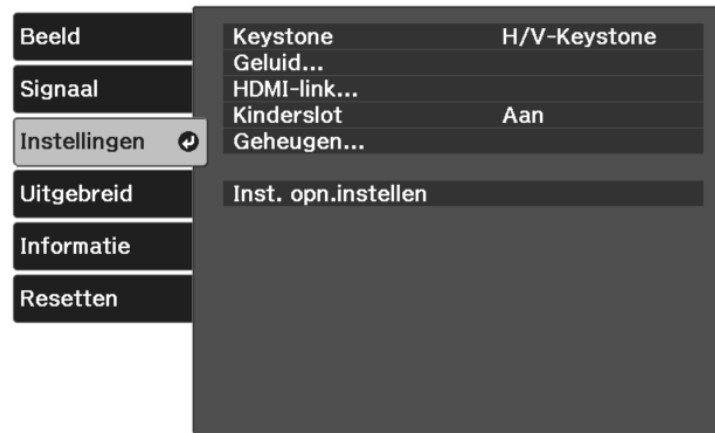 Beeld
Signaal
Instellingen
Uitgebreid
Informatie
Resetten
Keystone H/V-Keystone
Geluid...
HDMI-link...
Kinderslot Aan
Geheugen...
Inst. opn.instellen